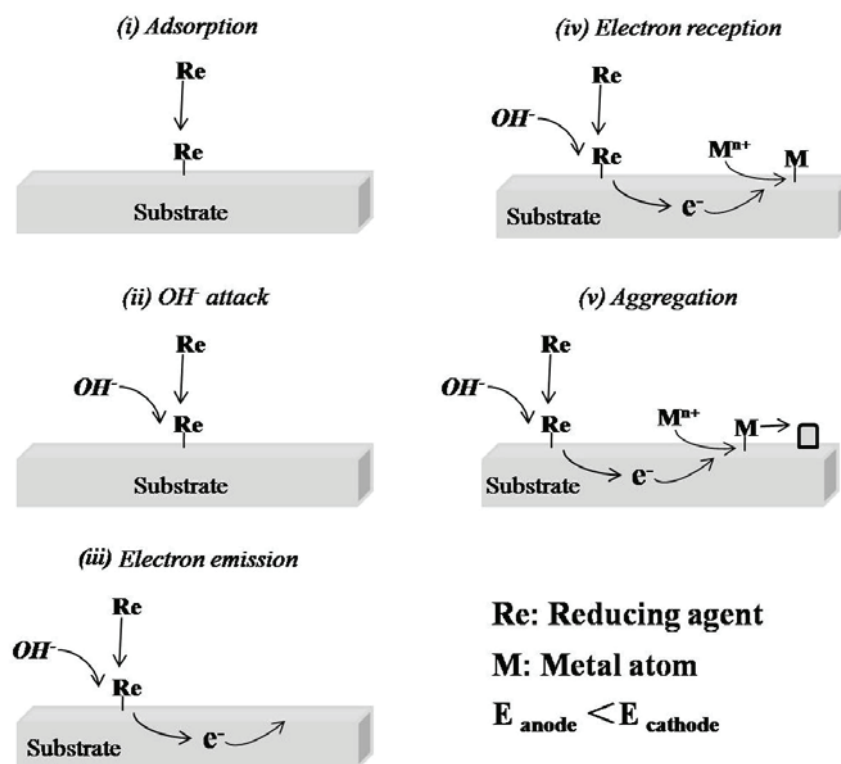 (i) Adsorption
Re
Re
Substrate
(ii) OH⁻ attack
Re
OH⁻
Re
Substrate
(iii) Electron emission
Re
OH⁻
Re
Substrate
e⁻
(iv) Electron reception
Re
OH⁻
Re
Mⁿ⁺
M
Substrate
e⁻
(v) Aggregation
Re
OH⁻
Re
Mⁿ⁺
M
Substrate
e⁻
Re: Reducing agent
M: Metal atom
E anode < E cathode